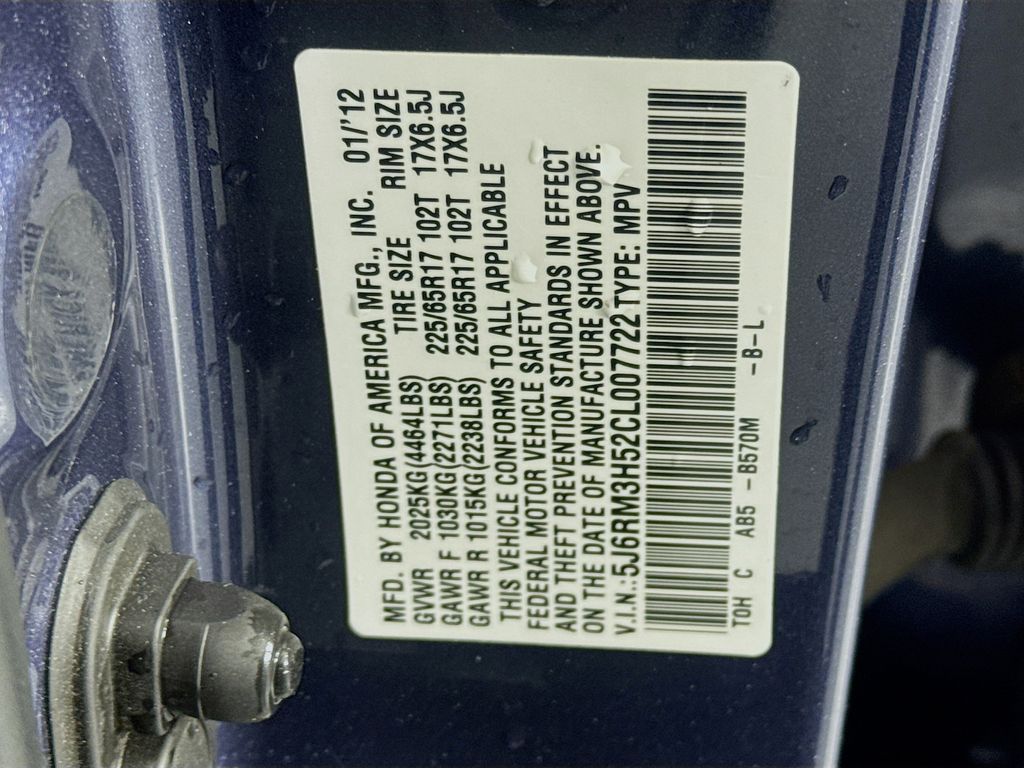 MFD. BY HONDA OF AMERICA MFG., INC. 01/'12
GVWR 2025KG(4464LBS) TIRE SIZE RIM SIZE
GAWR F 1030KG(2271LBS) 225/65R17 102T 17X6.5J
GAWR R 1015KG(2238LBS) 225/65R17 102T 17X6.5J
THIS VEHICLE CONFORMS TO ALL APPLICABLE
FEDERAL MOTOR VEHICLE SAFETY
AND THEFT PREVENTION STANDARDS IN EFFECT
ON THE DATE OF MANUFACTURE SHOWN ABOVE.
V.I.N.:5J6RM3H52CL007722 TYPE: MPV
TOH C AB5 -B570M -B-L